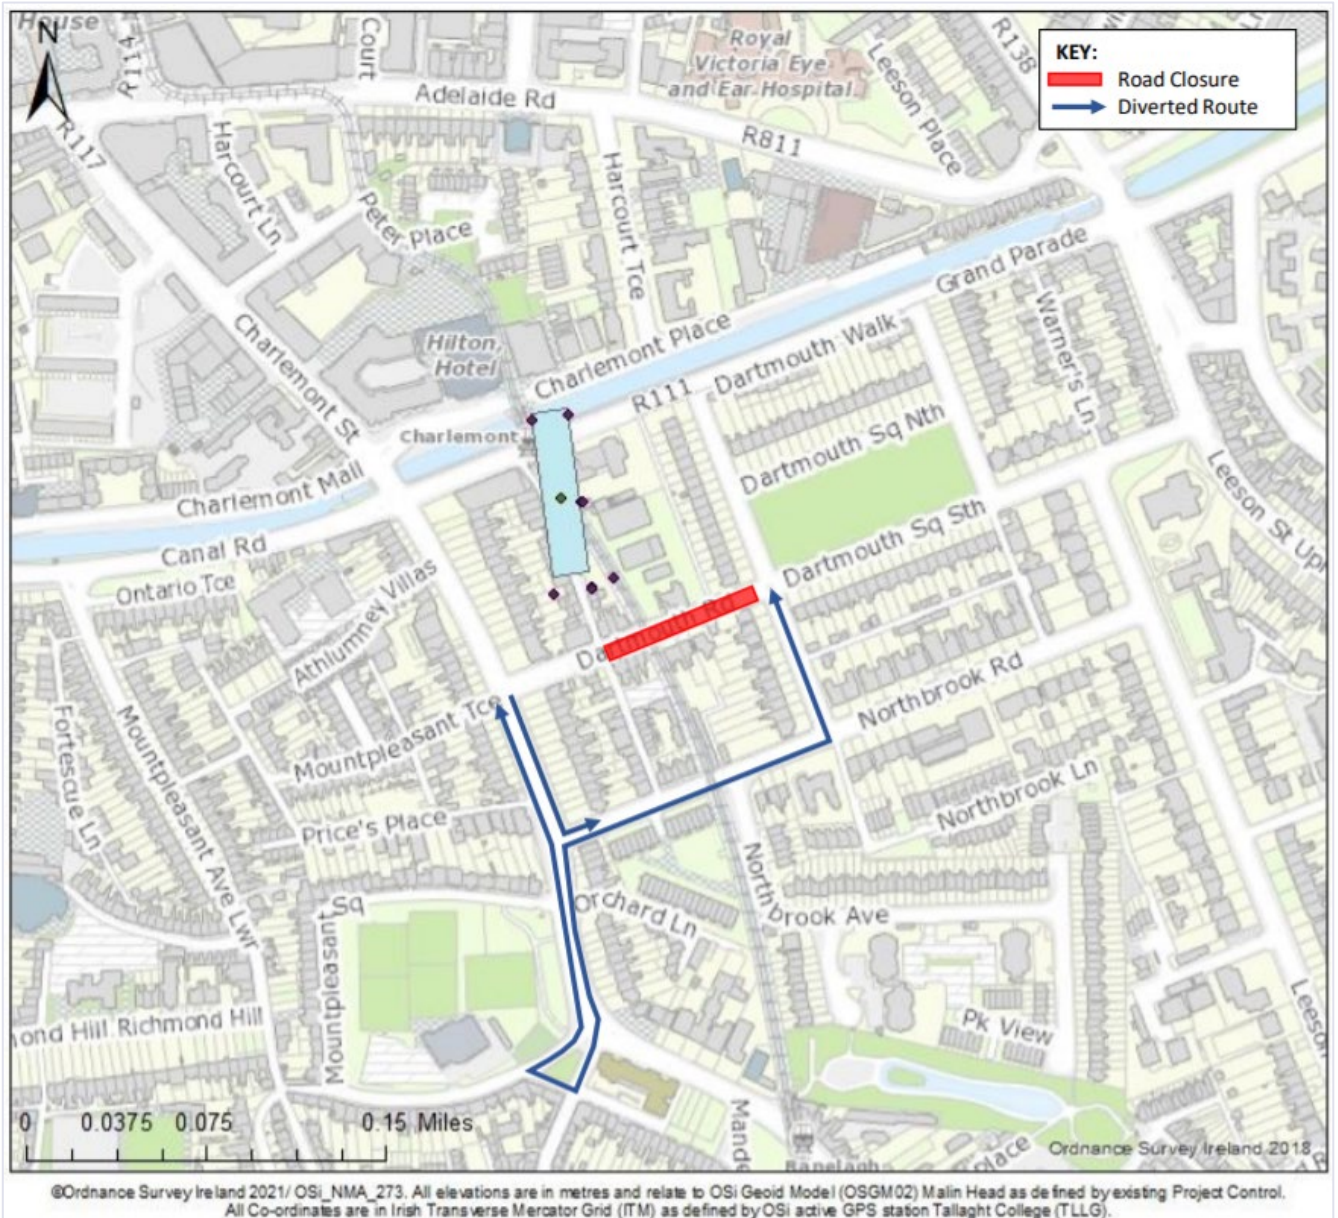 House
N
R114
Court
Royal
Victoria Eye
and Ear Hospital
Leeson Place
R138
KEY:
Road Closure
Diverted Route
Adelaide Rd
R117
Harcourt Ln
R811
Harcourt Tce
Peter Place
Grand Parade
Charlemont St
Hilton
Hotel
Charlemont Place
Dartmouth Walk
Warner's Ln
R111
Charlemont
Dartmouth Sq Nth
Charlemont Mall
Leeson St Upr
Canal Rd
Dartmouth Sq Sth
Ontario Tce
Athlumney Villas
Dartmouth Rd
Northbrook Rd
Fortescue Ln
Mountpleasant Ave Lwr
Mountpleasant Tce
Northbrook Ln
Price's Place
Northbrook Ave
Orchard Ln
Mountpleasant Sq
ond Hill Richmond Hill
Pk View
Leeson
0 0.0375 0.075 0.15 Miles
Mande
Ranelagh
Place
Ordnance Survey Ireland 2018
©Ordnance Survey Ireland 2021/ OSi_NMA_273. All elevations are in metres and relate to OSi Geoid Model (OSGM02) Malin Head as defined by existing Project Control.
All Co-ordinates are in Irish Transverse Mercator Grid (ITM) as defined by OSi active GPS station Tallaght College (TLLG).